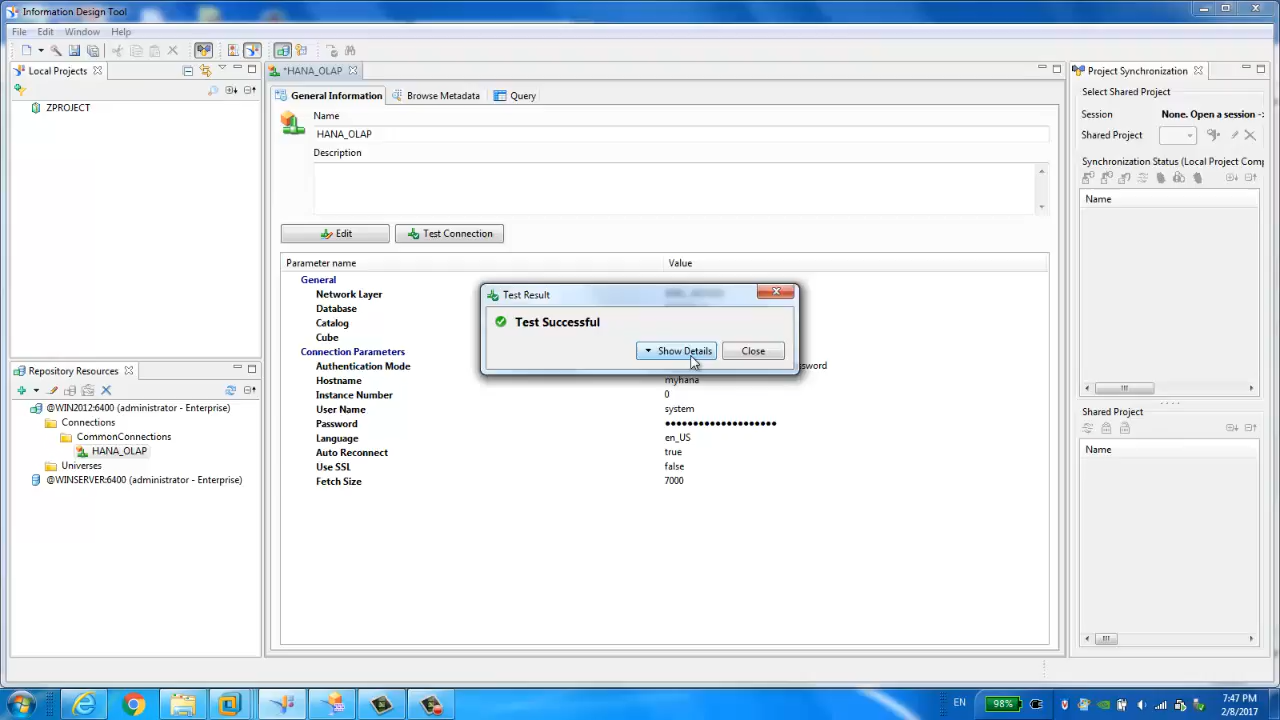 Information Design Tool
File Edit Window Help
Local Projects
ZPROJECT
*HANA_OLAP
General Information
Browse Metadata
Query
Name
HANA_OLAP
Description
Edit
Test Connection
Parameter name Value
General
Network Layer
Database
Catalog
Cube
Connection Parameters
Authentication Mode ssword
Hostname myhana
Instance Number 0
User Name system
Password ●●●●●●●●●●●●●●●●●●●●
Language en_US
Auto Reconnect true
Use SSL false
Fetch Size 7000
Test Result
Test Successful
Show Details
Close
Repository Resources
@WIN2012:6400 (administrator - Enterprise)
Connections
CommonConnections
HANA_OLAP
Universes
@WINSERVER:6400 (administrator - Enterprise)
Project Synchronization
Select Shared Project
Session None. Open a session ->
Shared Project
Synchronization Status (Local Project Comp
Name
Shared Project
Name
EN
98%
7:47 PM
2/8/2017